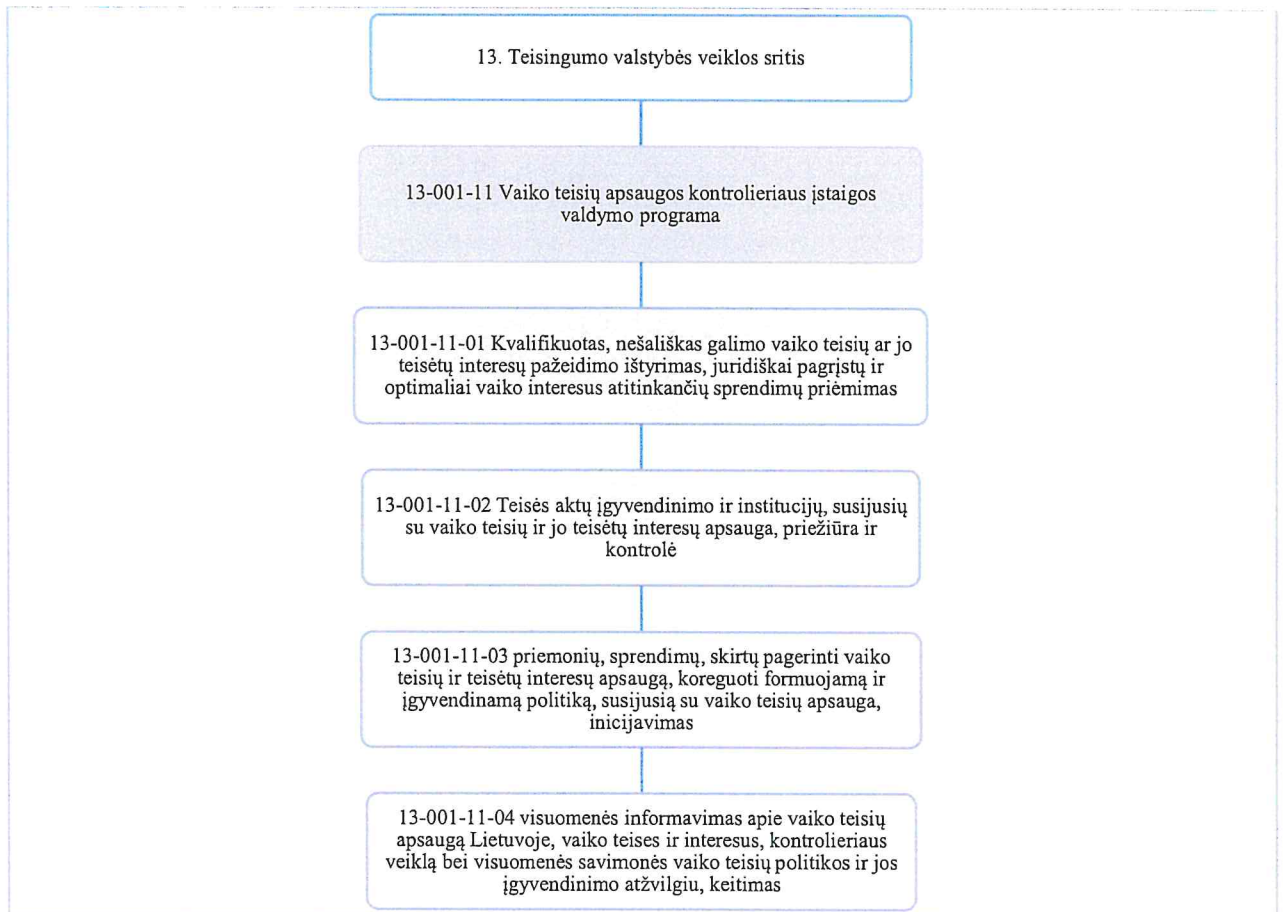 13. Teisingumo valstybės veiklos sritis
13-001-11 Vaiko teisių apsaugos kontrolieriaus įstaigos
valdymo programa
13-001-11-01 Kvalifikuotas, nešališkas galimo vaiko teisių ar jo
teisėtų interesų pažeidimo ištyrimas, juridiškai pagrįstų ir
optimaliai vaiko interesus atitinkančių sprendimų priėmimas
13-001-11-02 Teisės aktų įgyvendinimo ir institucijų, susijusių
su vaiko teisių ir jo teisėtų interesų apsauga, priežiūra ir
kontrolė
13-001-11-03 priemonių, sprendimų, skirtų pagerinti vaiko
teisių ir teisėtų interesų apsaugą, koreguoti formuojamą ir
įgyvendinamą politiką, susijusią su vaiko teisių apsauga,
inicijavimas
13-001-11-04 visuomenės informavimas apie vaiko teisių
apsaugą Lietuvoje, vaiko teises ir interesus, kontrolieriaus
veiklą bei visuomenės savimonės vaiko teisių politikos ir jos
įgyvendinimo atžvilgiu, keitimas